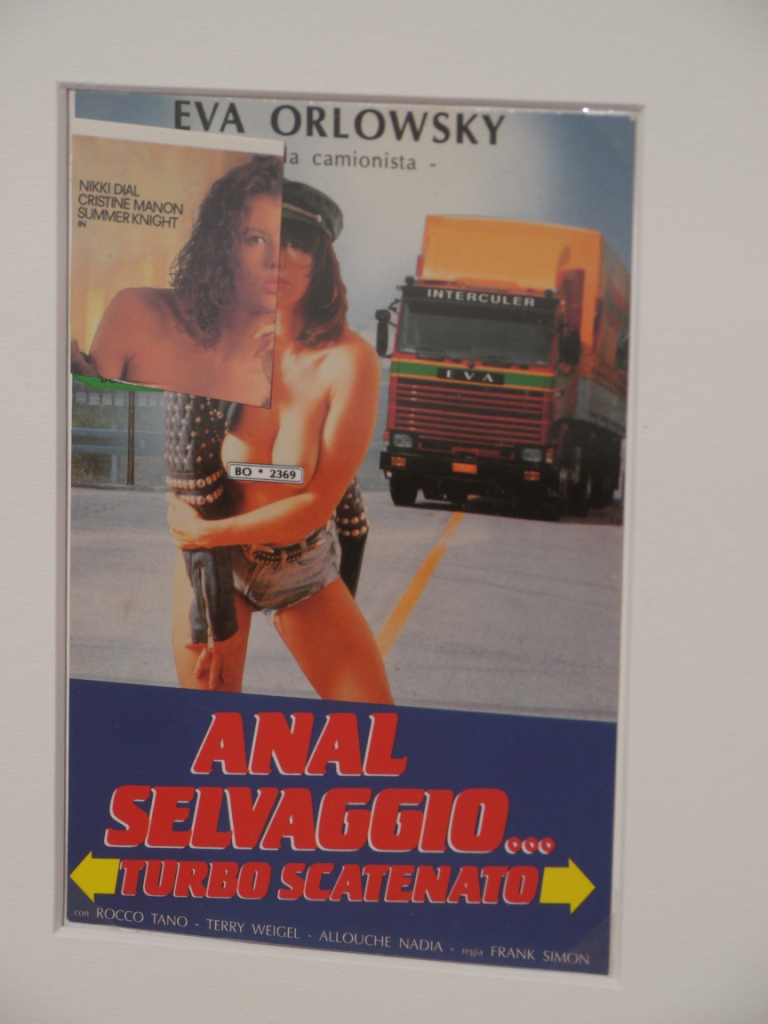 EVA ORLOWSKY
la camionista -
NIKKI DIAL
CRISTINE MANON
SUMMER KNIGHT
IN
INTERCULER
EVA
BO * 2369
ANAL
SELVAGGIO...
TURBO SCATENATO
con ROCCO TANO - TERRY WEIGEL - ALLOUCHE NADIA - regia FRANK SIMON